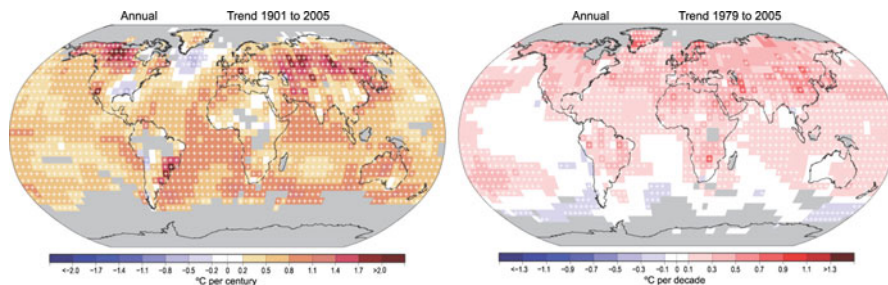 Annual Trend 1901 to 2005
<-2.0 -1.7 -1.4 -1.1 -0.8 -0.5 -0.2 0 0.2 0.5 0.8 1.1 1.4 1.7 >2.0
ºC per century
Annual Trend 1979 to 2005
<-1.3 -1.1 -0.9 -0.7 -0.5 -0.3 -0.1 0 0.1 0.3 0.5 0.7 0.9 1.1 >1.3
ºC per decade